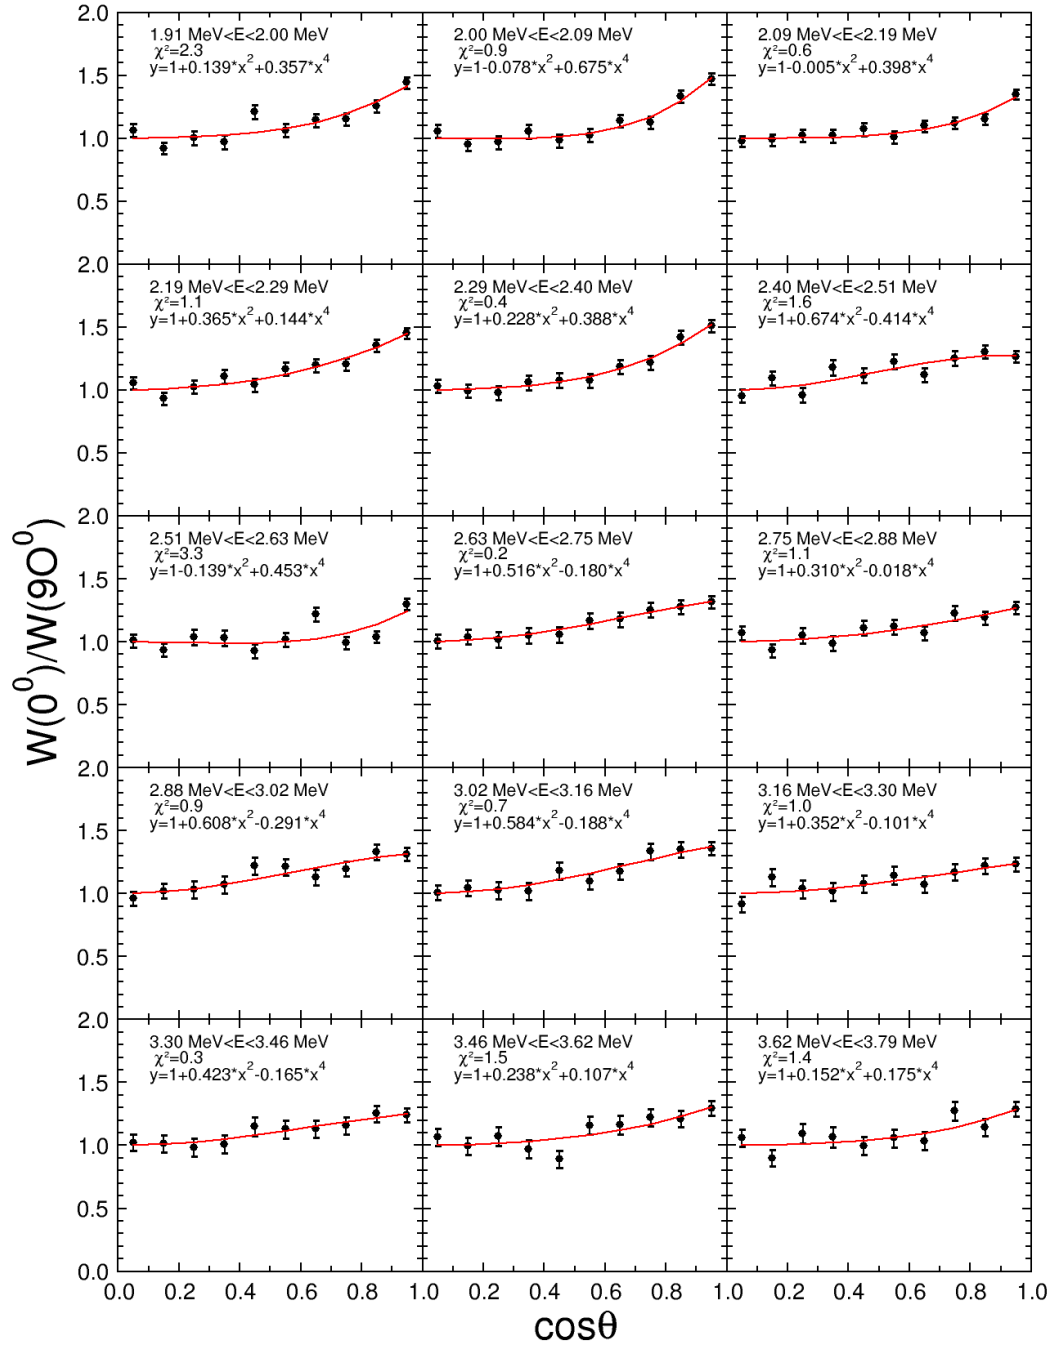 2.0
1.91 MeV<E<2.00 MeV
χ²=2.3
y=1+0.139*x²+0.357*x⁴
2.00 MeV<E<2.09 MeV
χ²=0.9
y=1-0.078*x²+0.675*x⁴
2.09 MeV<E<2.19 MeV
χ²=0.6
y=1-0.005*x²+0.398*x⁴
1.5
1.0
0.5
2.0
2.19 MeV<E<2.29 MeV
χ²=1.1
y=1+0.365*x²+0.144*x⁴
2.29 MeV<E<2.40 MeV
χ²=0.4
y=1+0.228*x²+0.388*x⁴
2.40 MeV<E<2.51 MeV
χ²=1.6
y=1+0.674*x²-0.414*x⁴
1.5
1.0
0.5
2.0
2.51 MeV<E<2.63 MeV
χ²=3.3
y=1-0.139*x²+0.453*x⁴
2.63 MeV<E<2.75 MeV
χ²=0.2
y=1+0.516*x²-0.180*x⁴
2.75 MeV<E<2.88 MeV
χ²=1.1
y=1+0.310*x²-0.018*x⁴
1.5
1.0
0.5
W(0⁰)/W(90⁰)
2.0
2.88 MeV<E<3.02 MeV
χ²=0.9
y=1+0.608*x²-0.291*x⁴
3.02 MeV<E<3.16 MeV
χ²=0.7
y=1+0.584*x²-0.188*x⁴
3.16 MeV<E<3.30 MeV
χ²=1.0
y=1+0.352*x²-0.101*x⁴
1.5
1.0
0.5
2.0
3.30 MeV<E<3.46 MeV
χ²=0.3
y=1+0.423*x²-0.165*x⁴
3.46 MeV<E<3.62 MeV
χ²=1.5
y=1+0.238*x²+0.107*x⁴
3.62 MeV<E<3.79 MeV
χ²=1.4
y=1+0.152*x²+0.175*x⁴
1.5
1.0
0.5
0.0
0.0 0.2 0.4 0.6 0.8 1.0 0.2 0.4 0.6 0.8 1.0 0.2 0.4 0.6 0.8 1.0
cosθ